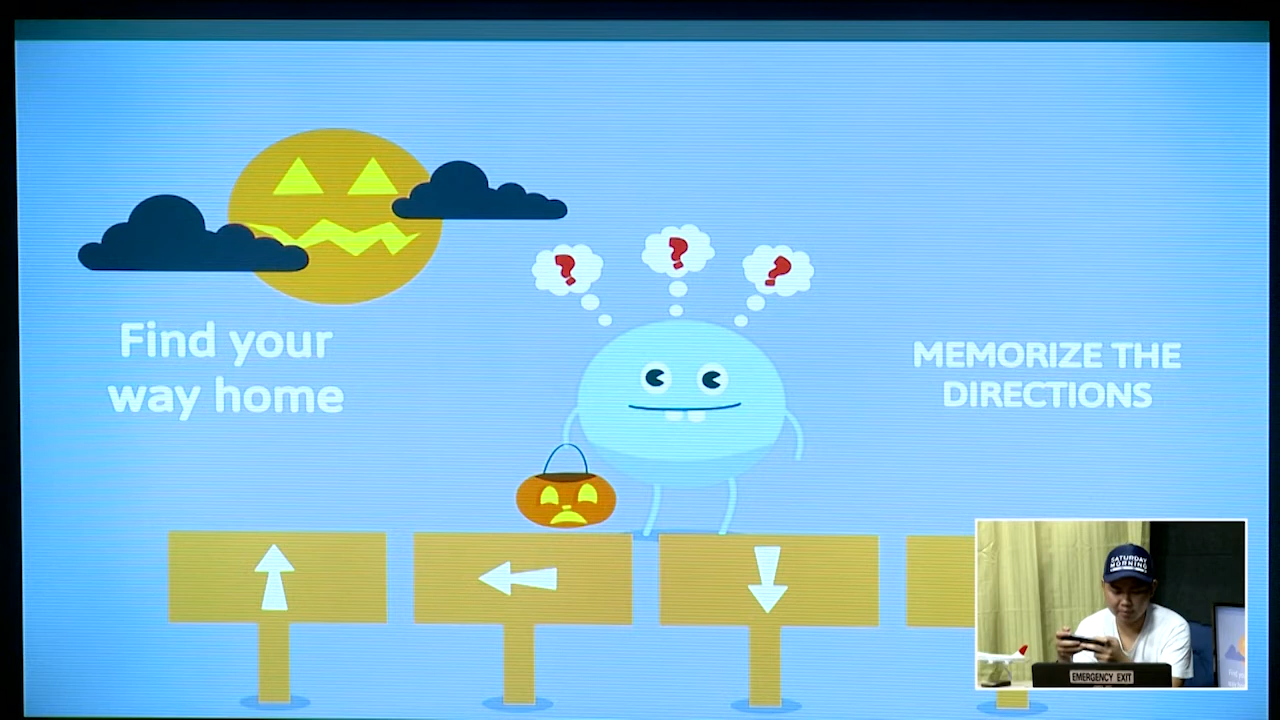 Find your
way home
? ? ?
MEMORIZE THE
DIRECTIONS
SATURDAY
MORNING
EMERGENCY EXIT